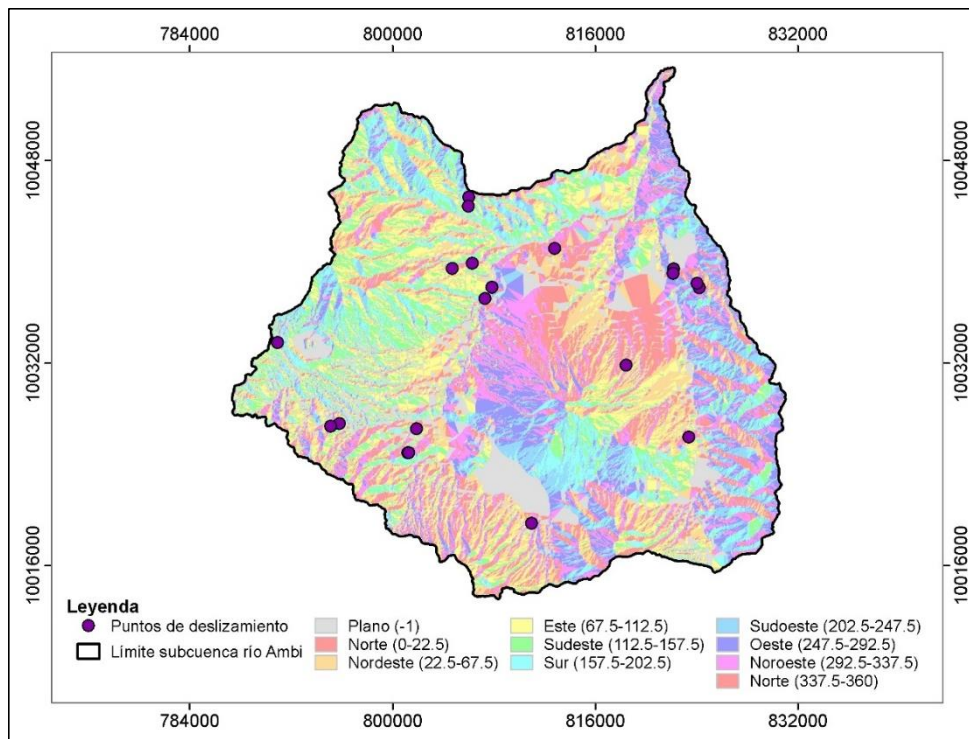 784000 800000 816000 832000
10048000 10048000
10032000 10032000
10016000 10016000
Leyenda
Puntos de deslizamiento
Límite subcuenca río Ambi
Plano (-1)
Norte (0-22.5)
Nordeste (22.5-67.5)
Este (67.5-112.5)
Sudeste (112.5-157.5)
Sur (157.5-202.5)
Sudoeste (202.5-247.5)
Oeste (247.5-292.5)
Noroeste (292.5-337.5)
Norte (337.5-360)
784000 800000 816000 832000